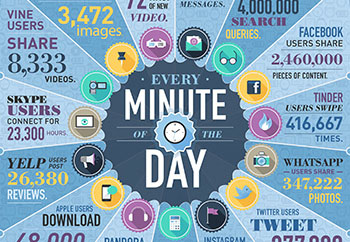 VINE
USERS
SHARE
8,333
VIDEOS.
3,472
images
72
OF NEW
VIDEO.
MESSAGES.
4,000,000
SEARCH
QUERIES.
FACEBOOK
USERS SHARE
2,460,000
PIECES OF CONTENT.
TINDER
USERS SWIPE
416,667
TIMES.
WHATSAPP
USERS SHARE
347,222
PHOTOS.
TWITTER USERS
TWEET
INSTAGRAM
PANDORA
APPLE USERS
DOWNLOAD
48,000
YELP USERS
POST
26,380
REVIEWS.
SKYPE
USERS
CONNECT FOR
23,300 HOURS.
EVERY
MINUTE
OF THE
DAY